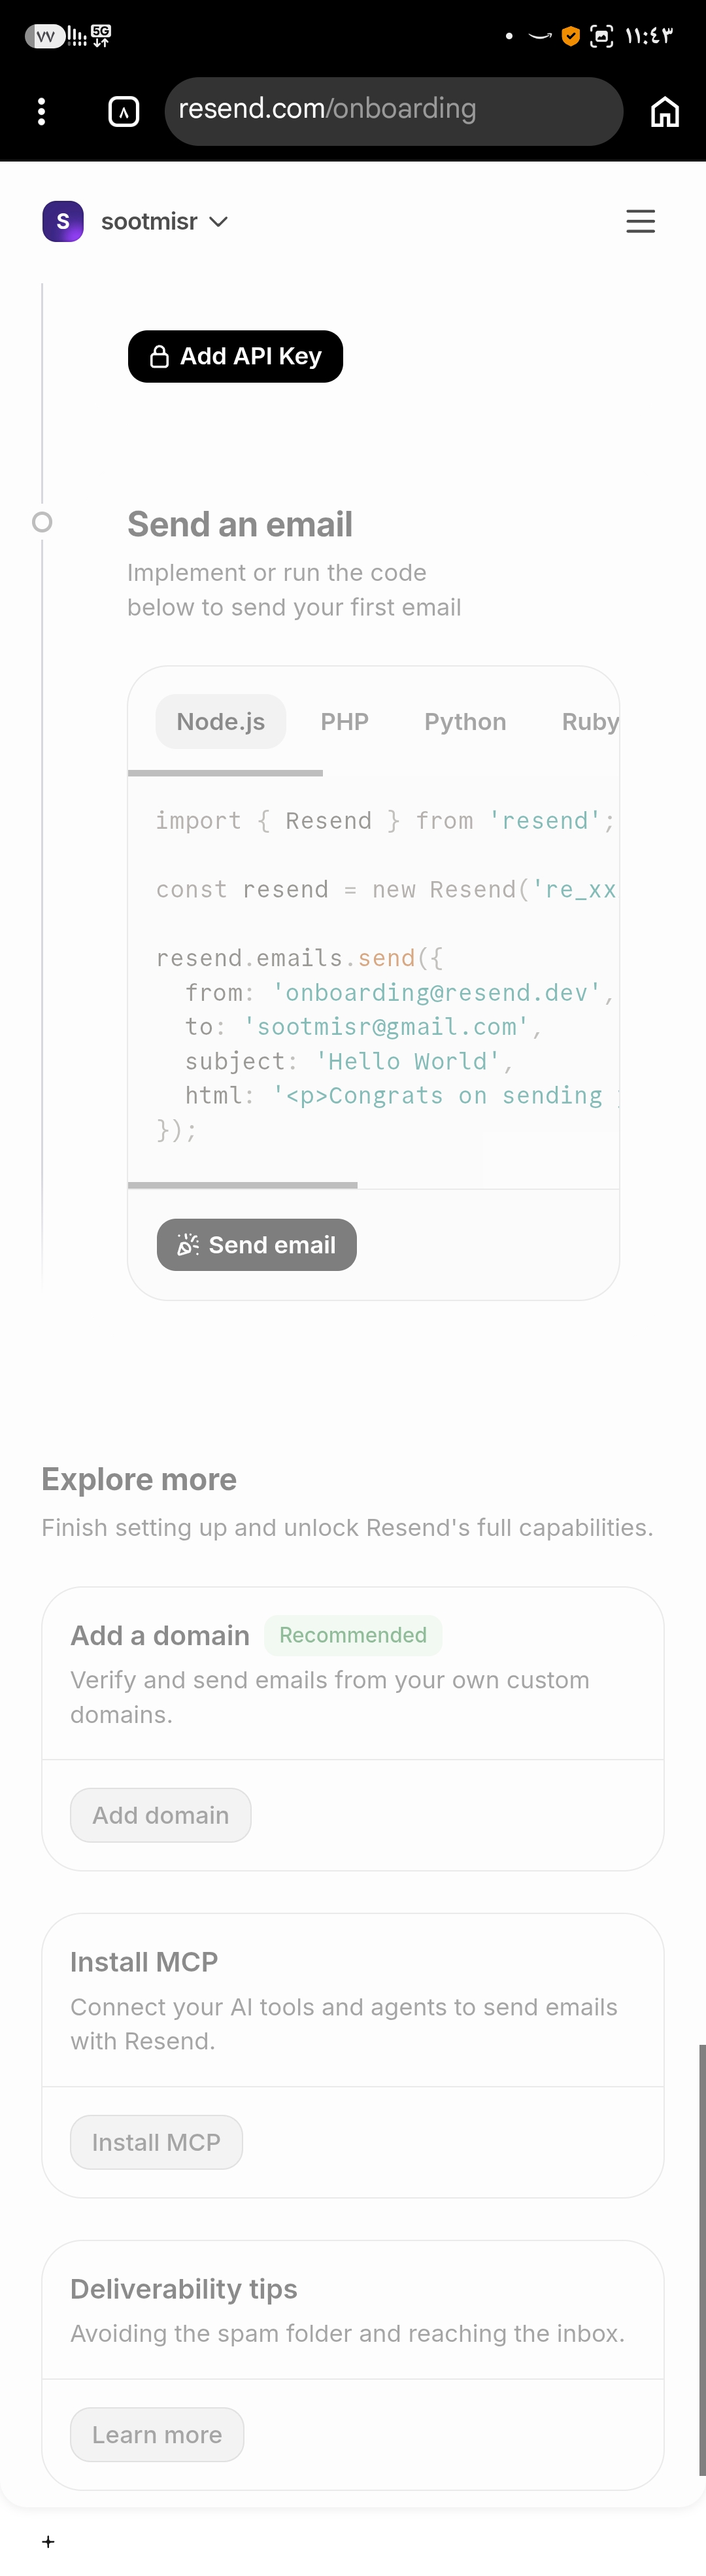 VV 5G ١١:٤٣
٨ resend.com/onboarding
S sootmisr
Add API Key
Send an email
Implement or run the code
below to send your first email
Node.js PHP Python Ruby
import { Resend } from 'resend';
const resend = new Resend('re_xx
resend.emails.send({
from: 'onboarding@resend.dev',
to: 'sootmisr@gmail.com',
subject: 'Hello World',
html: '<p>Congrats on sending
});
Send email
Explore more
Finish setting up and unlock Resend's full capabilities.
Add a domain Recommended
Verify and send emails from your own custom
domains.
Add domain
Install MCP
Connect your AI tools and agents to send emails
with Resend.
Install MCP
Deliverability tips
Avoiding the spam folder and reaching the inbox.
Learn more